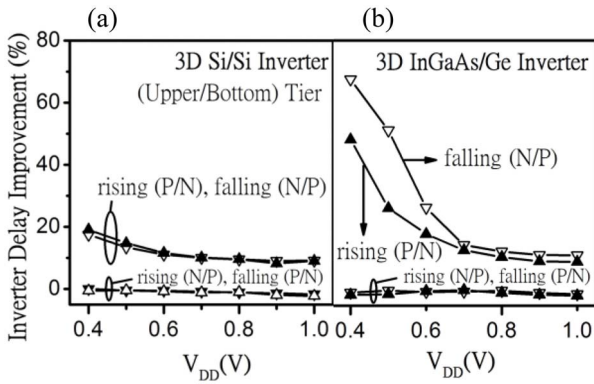 (a)
(b)
Inverter Delay Improvement (%)
80
60
40
20
0
3D Si/Si Inverter
(Upper/Bottom) Tier
rising (P/N), falling (N/P)
rising (N/P), falling (P/N)
0.4 0.6 0.8 1.0
V_DD(V)
3D InGaAs/Ge Inverter
falling (N/P)
rising (P/N)
rising (N/P), falling (P/N)
0.4 0.6 0.8 1.0
V_DD(V)